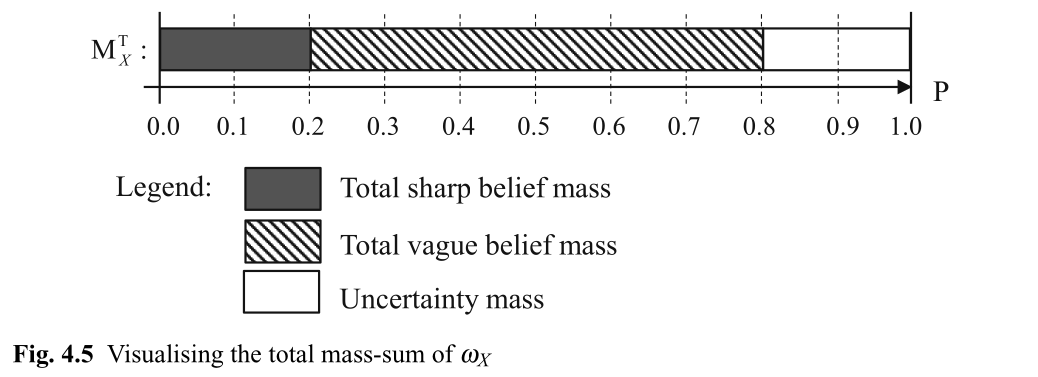 M_X^T :
P
0.0 0.1 0.2 0.3 0.4 0.5 0.6 0.7 0.8 0.9 1.0
Legend:
Total sharp belief mass
Total vague belief mass
Uncertainty mass
Fig. 4.5 Visualising the total mass-sum of ω_X